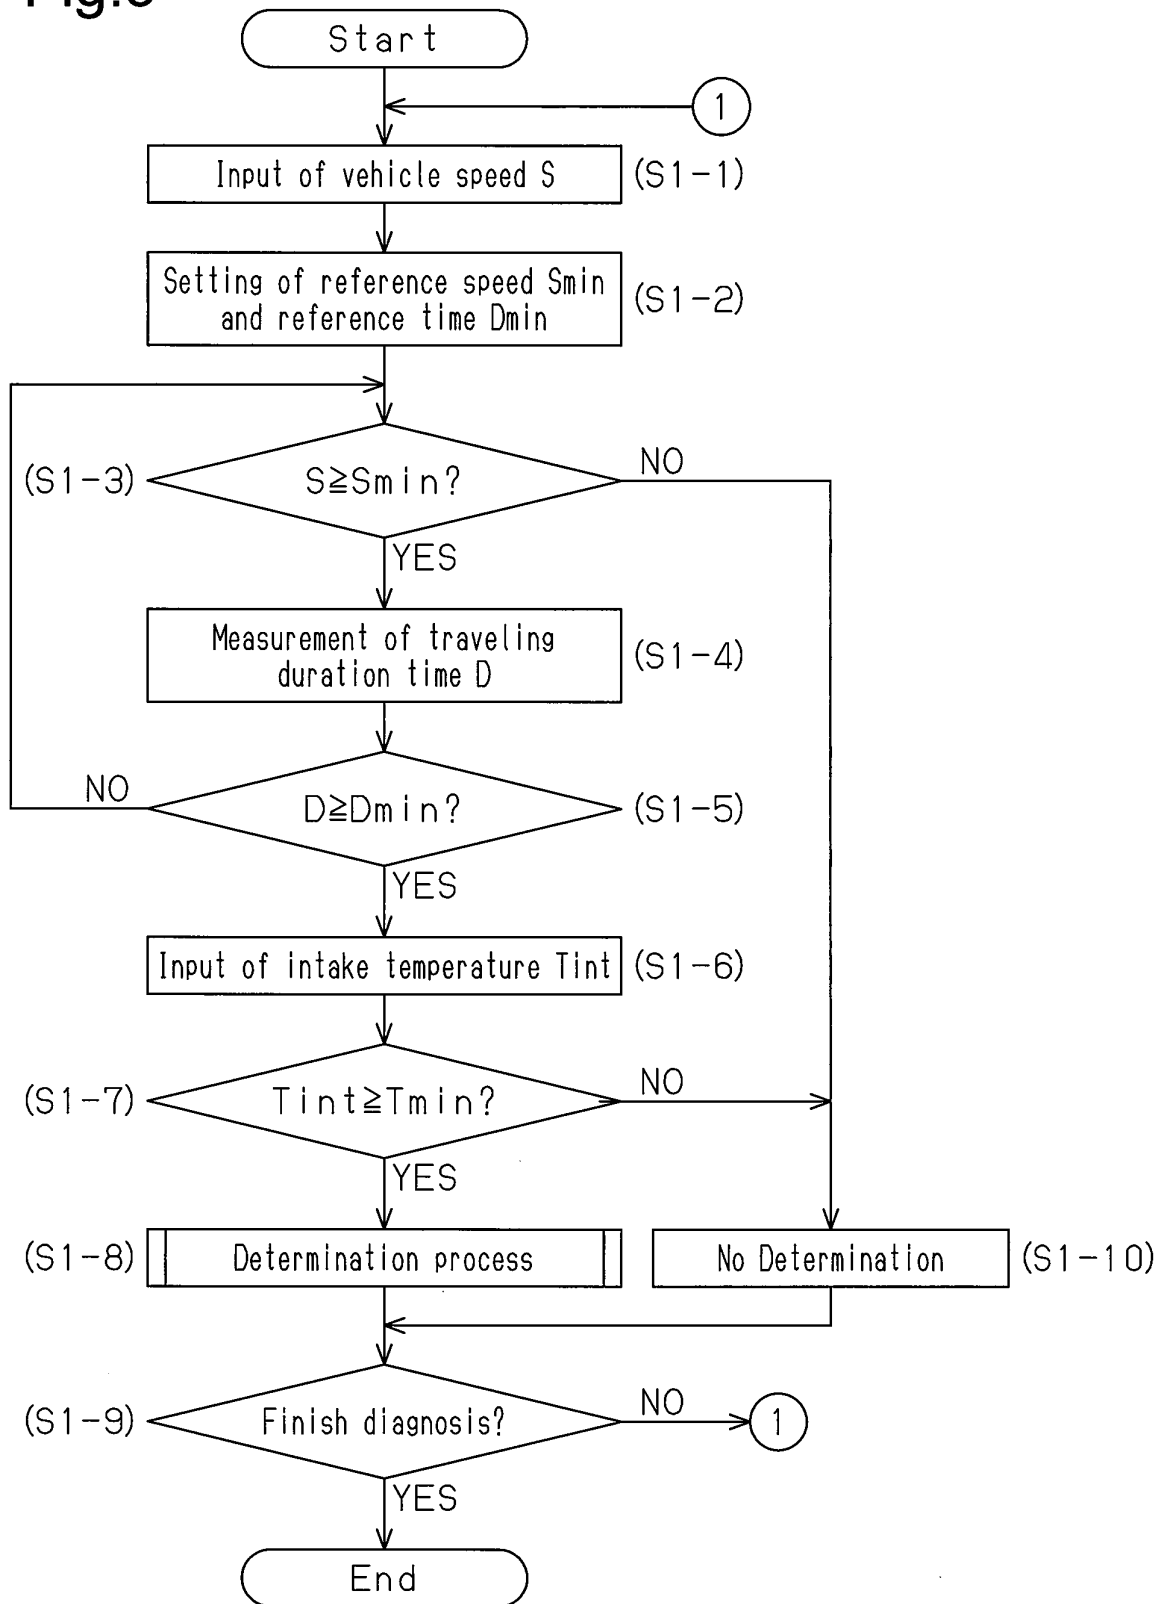 Start
1
Input of vehicle speed S
(S1-1)
Setting of reference speed Smin
and reference time Dmin
(S1-2)
(S1-3)
S≧Smin?
NO
YES
Measurement of traveling
duration time D
(S1-4)
NO
D≧Dmin?
(S1-5)
YES
Input of intake temperature Tint
(S1-6)
(S1-7)
Tint≧Tmin?
NO
YES
(S1-8)
Determination process
No Determination
(S1-10)
(S1-9)
Finish diagnosis?
NO
1
YES
End